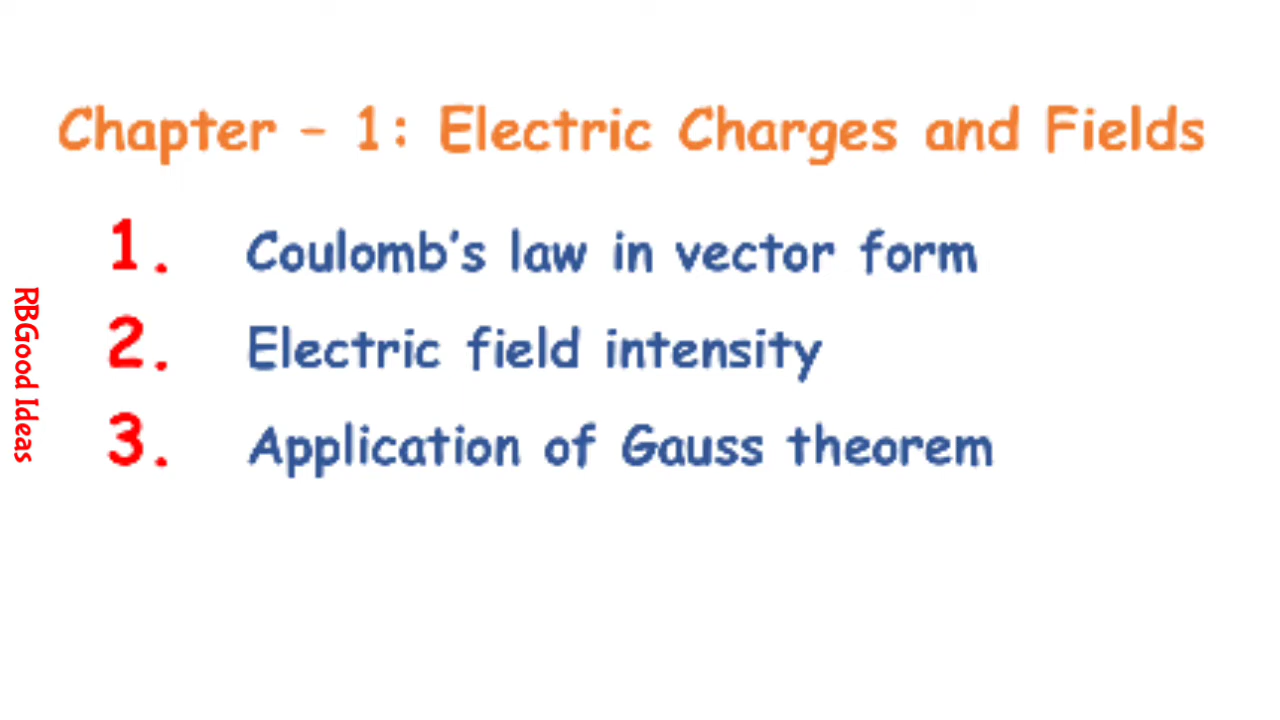 Chapter – 1: Electric Charges and Fields
1. Coulomb's law in vector form
2. Electric field intensity
3. Application of Gauss theorem
RBGood Ideas